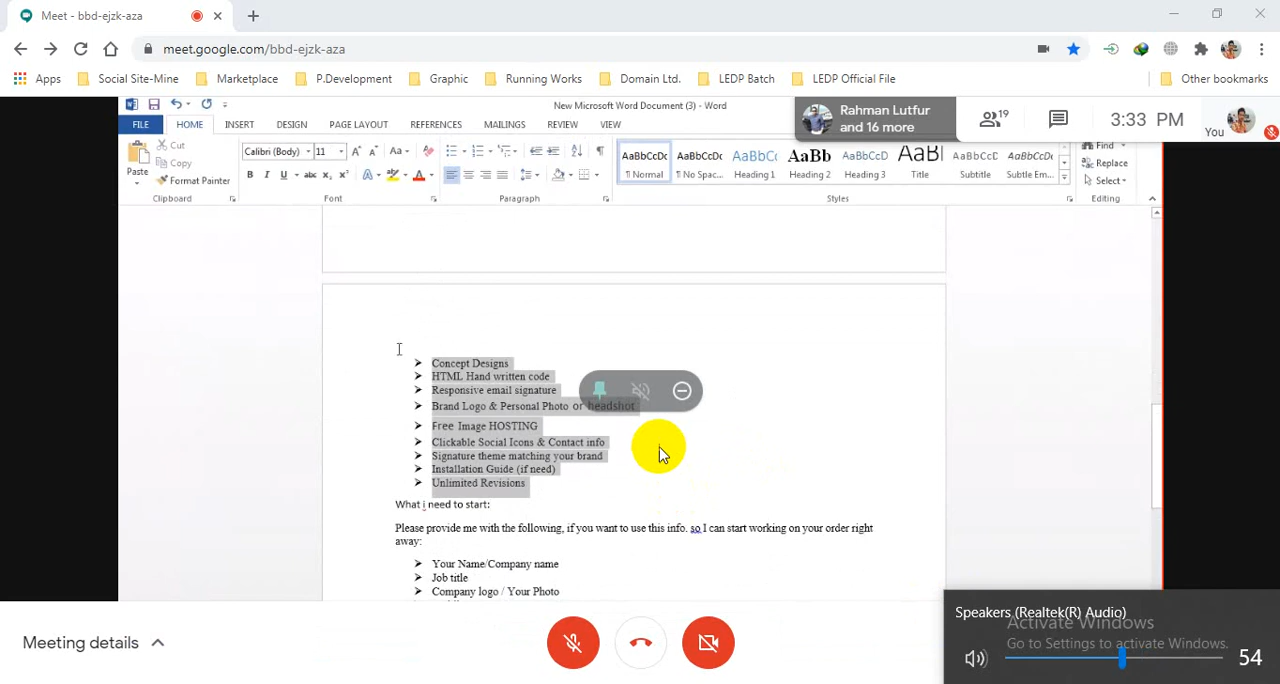 Meet - bbd-ejzk-aza
meet.google.com/bbd-ejzk-aza
Apps Social Site-Mine Marketplace P.Development Graphic Running Works Domain Ltd. LEDP Batch LEDP Official File Other bookmarks
New Microsoft Word Document (3) - Word
Rahman Lutfur
and 16 more
19
3:33 PM
You
FILE HOME INSERT DESIGN PAGE LAYOUT REFERENCES MAILINGS REVIEW VIEW
Paste
Cut
Copy
Format Painter
Clipboard
Calibri (Body) 11
Font
Paragraph
AaBbCcDc AaBbCcDc AaBbCc AaBb AaBbCcD AaBl AaBbCcD AaBbCcDc
¶ Normal ¶ No Spac... Heading 1 Heading 2 Heading 3 Title Subtitle Subtle Em...
Styles
Find
Replace
Select
Editing
Concept Designs
HTML Hand written code
Responsive email signature
Brand Logo & Personal Photo or headshot
Free Image HOSTING
Clickable Social Icons & Contact info
Signature theme matching your brand
Installation Guide (if need)
Unlimited Revisions
What i need to start:
Please provide me with the following, if you want to use this info. so I can start working on your order right
away:
Your Name/Company name
Job title
Company logo / Your Photo
Meeting details
Speakers (Realtek(R) Audio)
Activate Windows
Go to Settings to activate Windows.
54